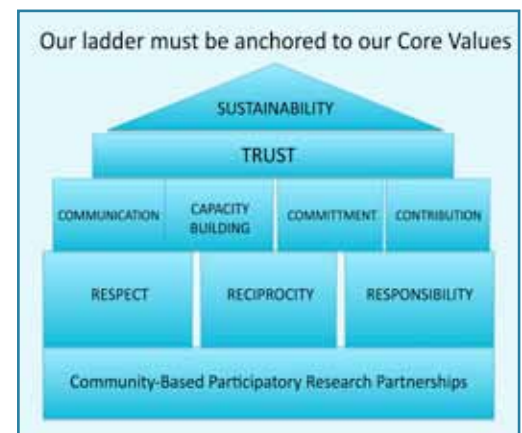 Our ladder must be anchored to our Core Values
SUSTAINABILITY
TRUST
COMMUNICATION
CAPACITY
BUILDING
COMMITTMENT
CONTRIBUTION
RESPECT
RECIPROCITY
RESPONSIBILITY
Community-Based Participatory Research Partnerships